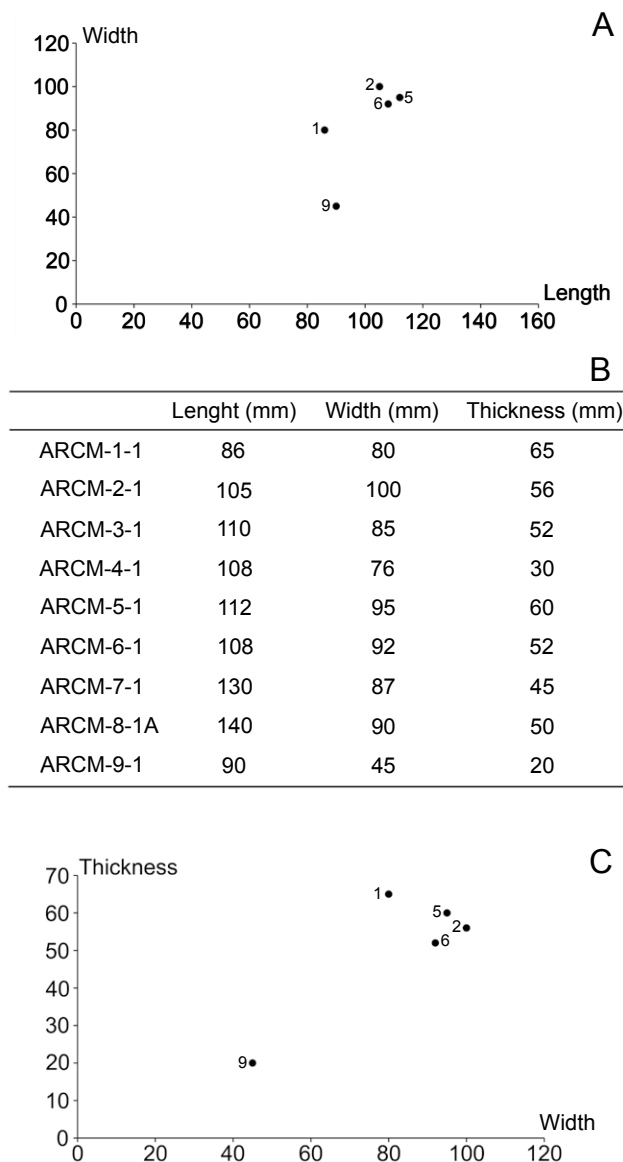 A
Width
120
100
80
60
40
20
0
2
5
6
1
9
Length
0 20 40 60 80 100 120 140 160
B
Lenght (mm) Width (mm) Thickness (mm)
ARCM-1-1 86 80 65
ARCM-2-1 105 100 56
ARCM-3-1 110 85 52
ARCM-4-1 108 76 30
ARCM-5-1 112 95 60
ARCM-6-1 108 92 52
ARCM-7-1 130 87 45
ARCM-8-1A 140 90 50
ARCM-9-1 90 45 20
C
Thickness
70
60
50
40
30
20
10
0
1
5
2
6
9
Width
0 20 40 60 80 100 120